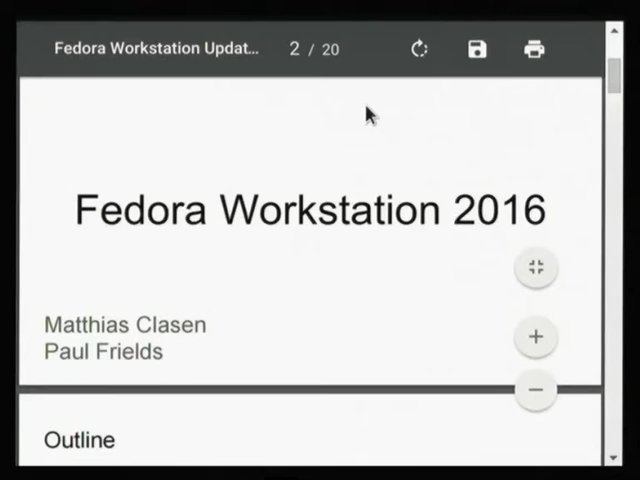 Fedora Workstation Updat... 2 / 20
Fedora Workstation 2016
Matthias Clasen
Paul Frields
Outline